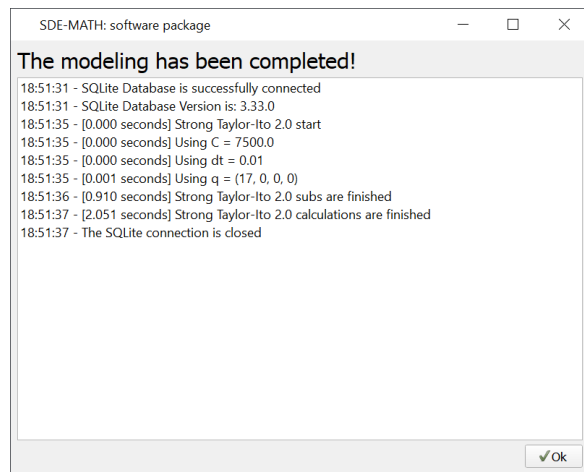 SDE-MATH: software package
The modeling has been completed!
18:51:31 - SQLite Database is successfully connected
18:51:31 - SQLite Database Version is: 3.33.0
18:51:35 - [0.000 seconds] Strong Taylor-Ito 2.0 start
18:51:35 - [0.000 seconds] Using C = 7500.0
18:51:35 - [0.000 seconds] Using dt = 0.01
18:51:35 - [0.001 seconds] Using q = (17, 0, 0, 0)
18:51:36 - [0.910 seconds] Strong Taylor-Ito 2.0 subs are finished
18:51:37 - [2.051 seconds] Strong Taylor-Ito 2.0 calculations are finished
18:51:37 - The SQLite connection is closed
Ok